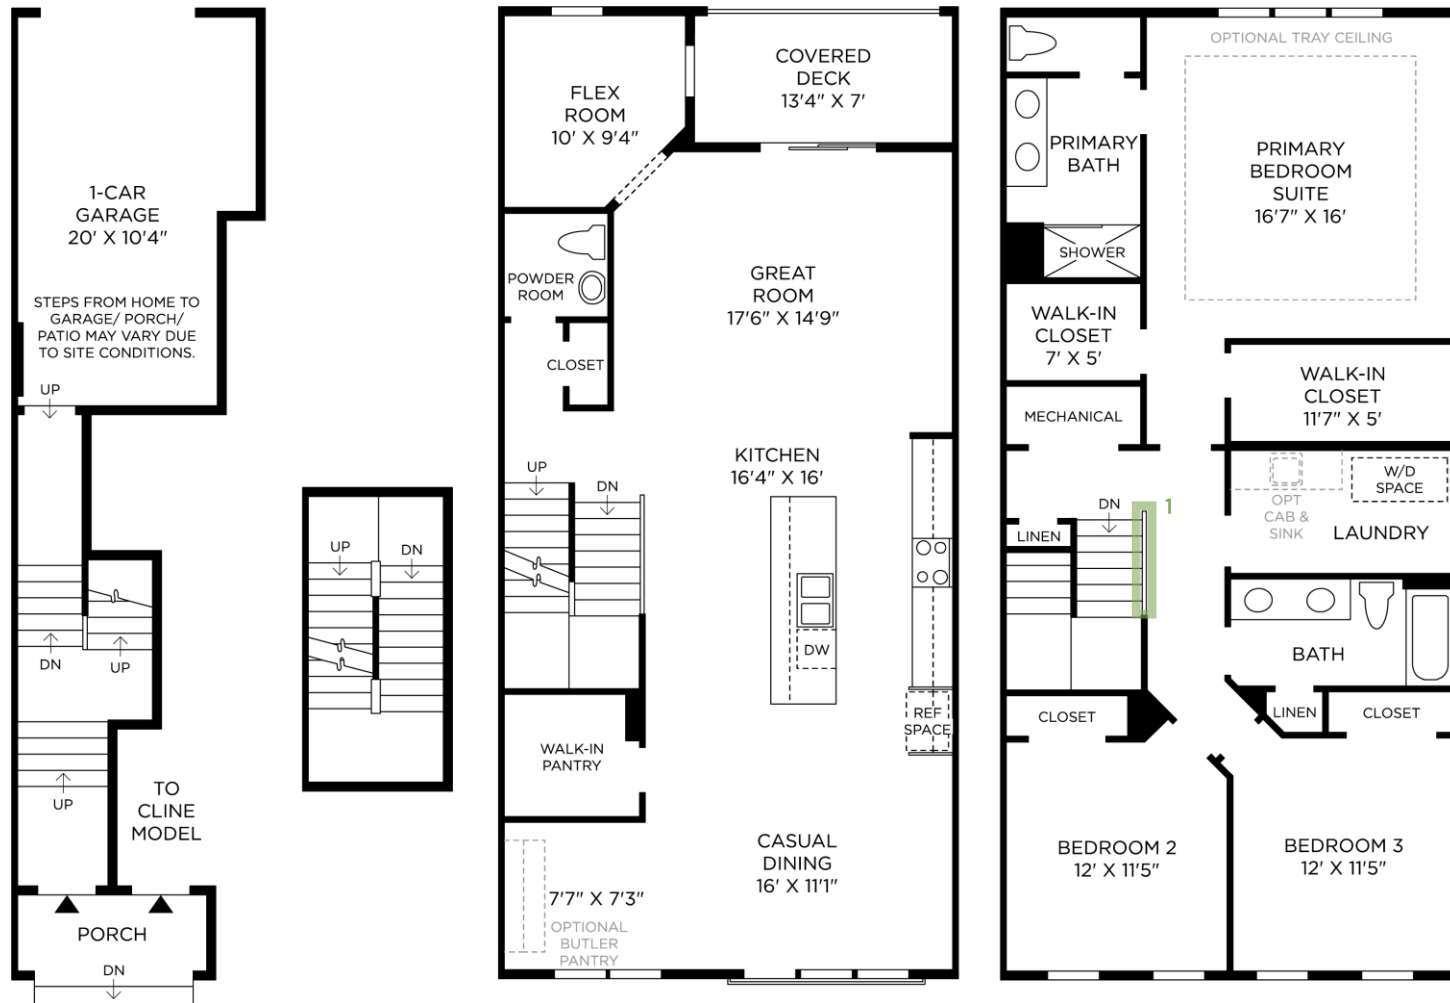 1-CAR
GARAGE
20' X 10'4"
STEPS FROM HOME TO
GARAGE/ PORCH/
PATIO MAY VARY DUE
TO SITE CONDITIONS.
UP
DN
UP
UP
TO
CLINE
MODEL
PORCH
DN
UP
DN
FLEX
ROOM
10' X 9'4"
COVERED
DECK
13'4" X 7'
POWDER
ROOM
CLOSET
GREAT
ROOM
17'6" X 14'9"
KITCHEN
16'4" X 16'
UP
DN
DW
REF
SPACE
WALK-IN
PANTRY
CASUAL
DINING
16' X 11'1"
7'7" X 7'3"
OPTIONAL
BUTLER
PANTRY
OPTIONAL TRAY CEILING
PRIMARY
BATH
PRIMARY
BEDROOM
SUITE
16'7" X 16'
SHOWER
WALK-IN
CLOSET
7' X 5'
WALK-IN
CLOSET
11'7" X 5'
MECHANICAL
W/D
SPACE
OPT
CAB &
SINK
LAUNDRY
DN
1
LINEN
BATH
CLOSET
LINEN
CLOSET
BEDROOM 2
12' X 11'5"
BEDROOM 3
12' X 11'5"